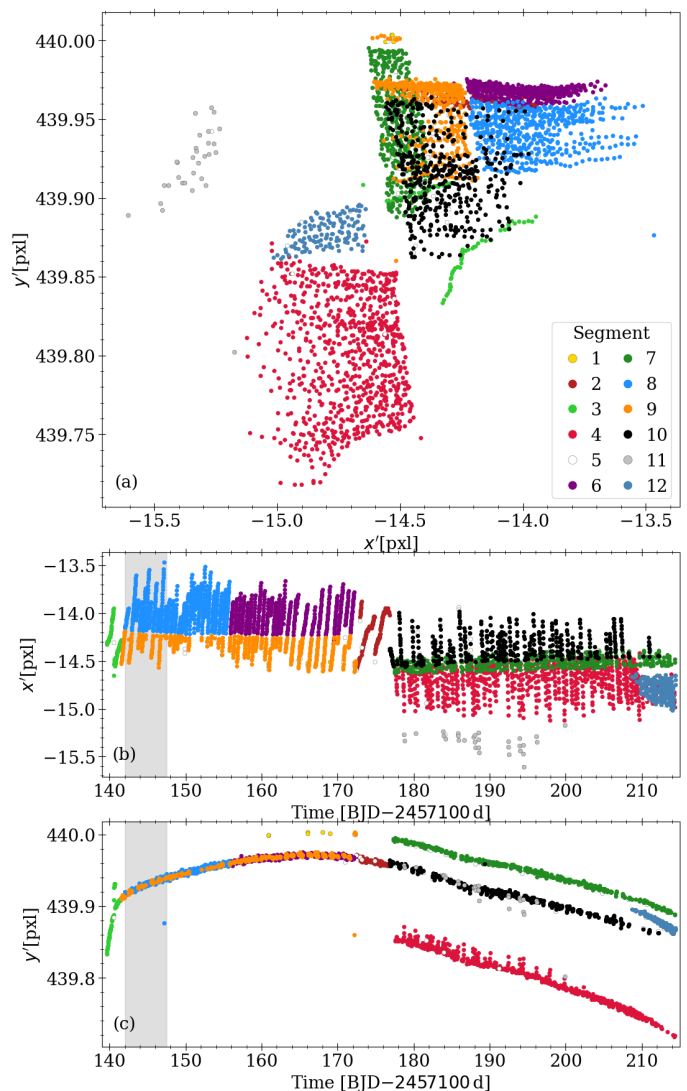 440.00
439.95
439.90
439.85
439.80
439.75
y′[pxl]
(a)
Segment
1 7
2 8
3 9
4 10
5 11
6 12
−15.5 −15.0 −14.5 −14.0 −13.5
x′[pxl]
−13.5
−14.0
−14.5
−15.0
−15.5
x′[pxl]
(b)
140 150 160 170 180 190 200 210
Time [BJD−2457100 d]
440.0
439.9
439.8
y′[pxl]
(c)
140 150 160 170 180 190 200 210
Time [BJD−2457100 d]